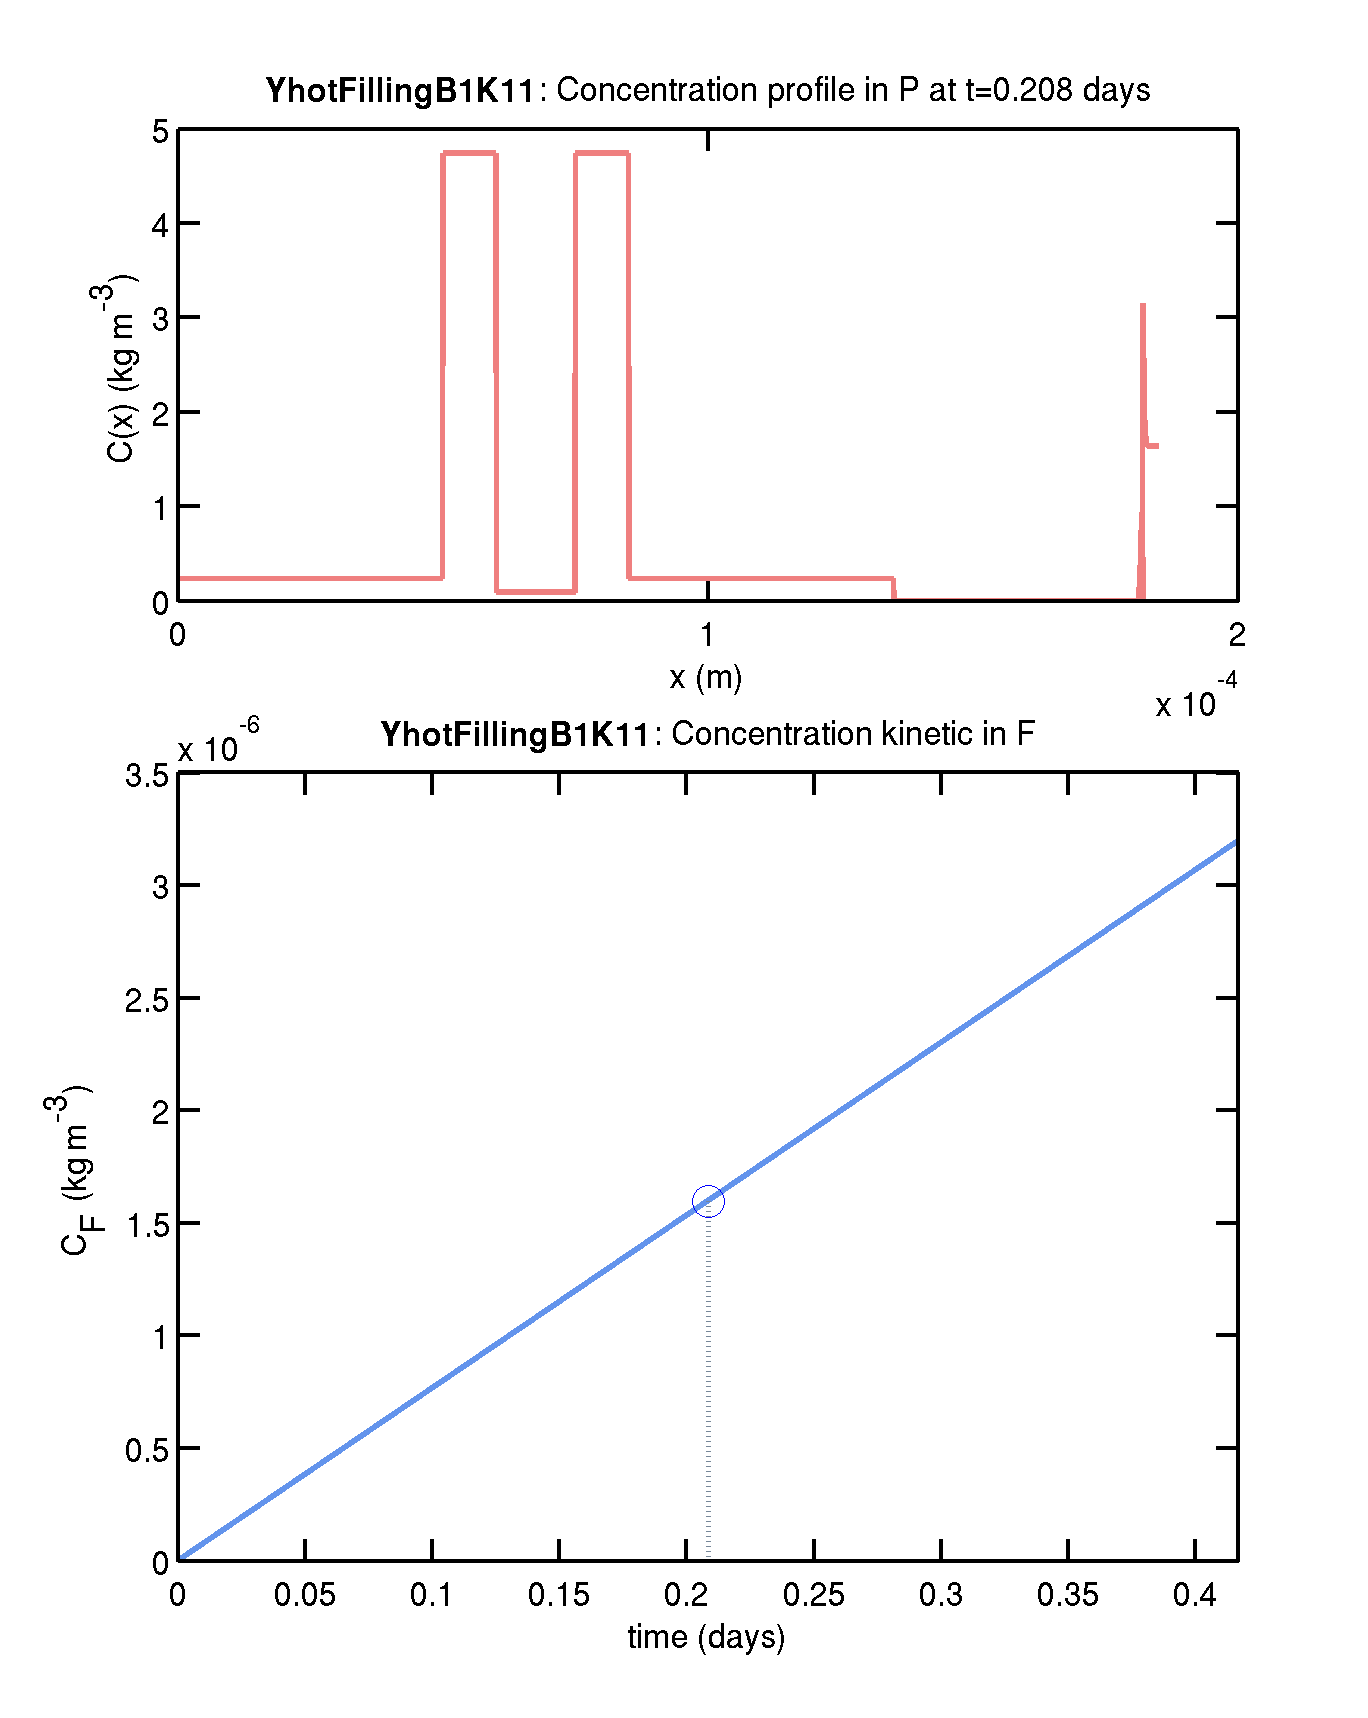 YhotFillingB1K11: Concentration profile in P at t=0.208 days
5
4
3
2
1
0
C(x) (kg m-3)
0 1 2
x (m)
x 10-4
YhotFillingB1K11: Concentration kinetic in F
x 10-6
3.5
3
2.5
2
1.5
1
0.5
0
CF (kg m-3)
0 0.05 0.1 0.15 0.2 0.25 0.3 0.35 0.4
time (days)